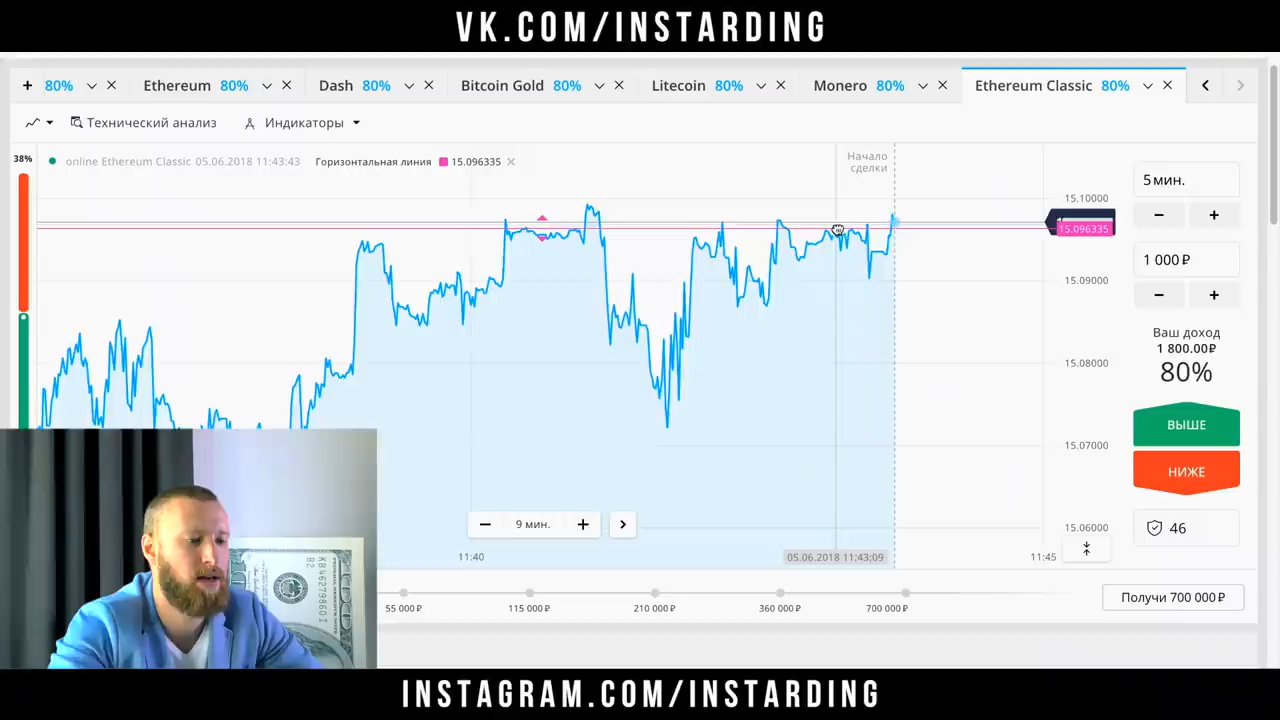 VK.COM/INSTARDING
+ 80% Ethereum 80% Dash 80% Bitcoin Gold 80% Litecoin 80% Monero 80% Ethereum Classic 80%
Технический анализ Индикаторы
38%
online Ethereum Classic 05.06.2018 11:43:43 Горизонтальная линия 15.096335
Начало
сделки
15.10000
15.096335
15.09000
15.08000
15.07000
15.06000
5 мин.
− +
1 000 ₽
− +
Ваш доход
1 800.00₽
80%
ВЫШЕ
НИЖЕ
46
− 9 мин. +
11:40
05.06.2018 11:43:09
11:45
55 000 ₽ 115 000 ₽ 210 000 ₽ 360 000 ₽ 700 000 ₽
Получи 700 000 ₽
KB46279860I
B2
INSTAGRAM.COM/INSTARDING